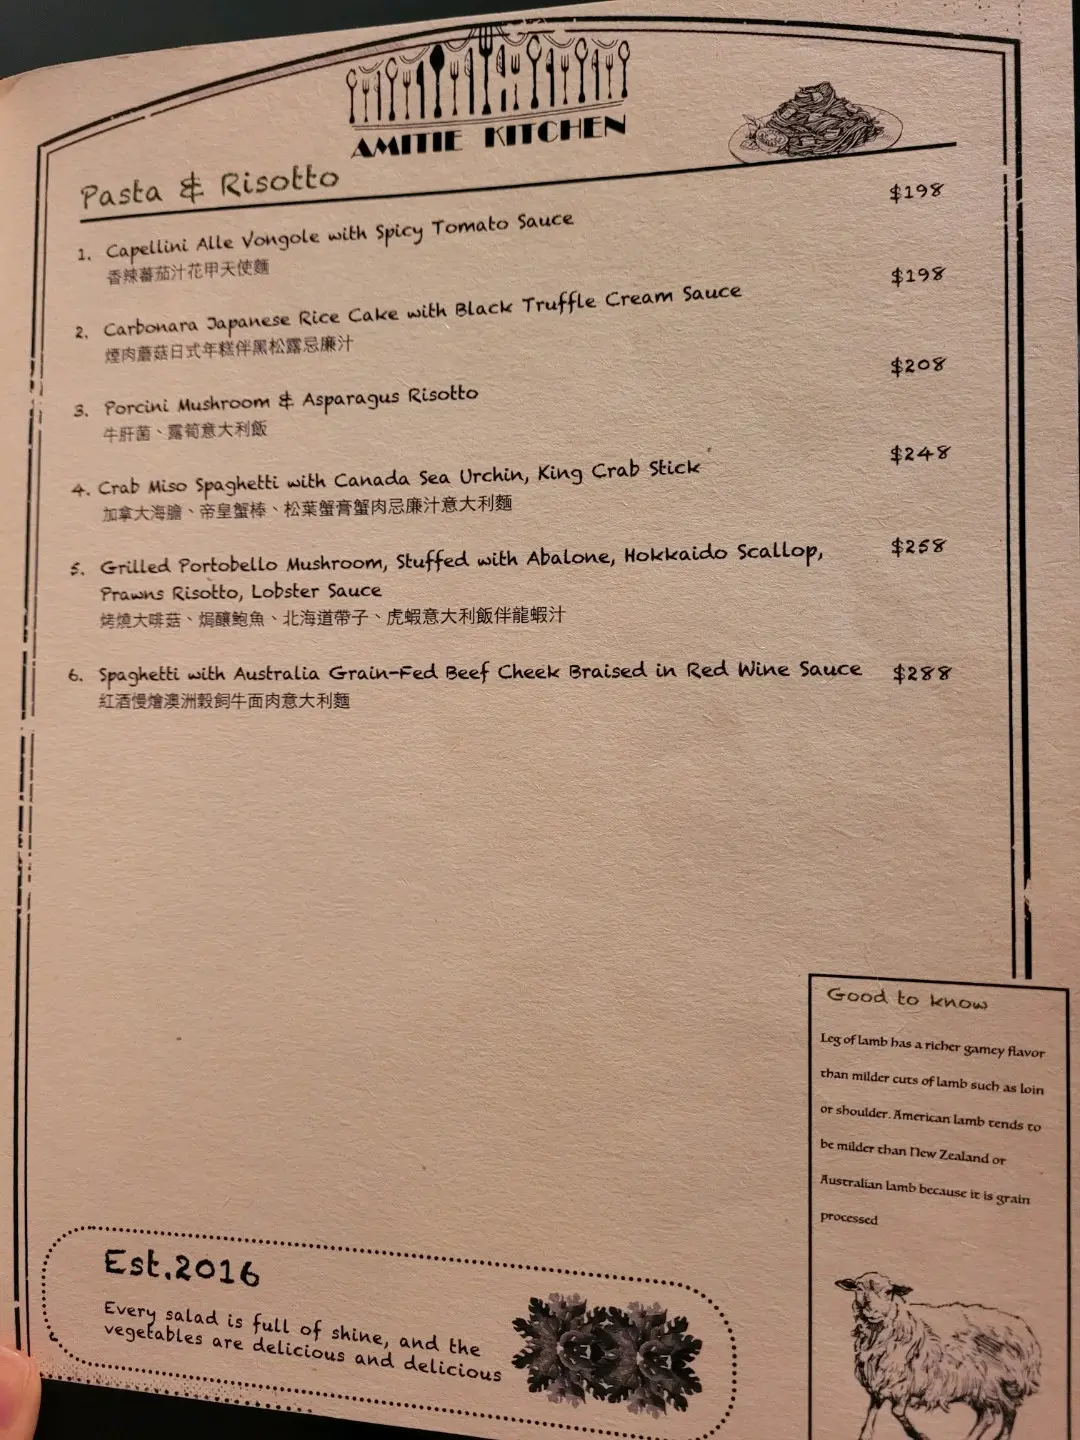 AMITIE KITCHEN
Pasta & Risotto
1. Capellini Alle Vongole with Spicy Tomato Sauce $198
香辣蕃茄汁花甲天使麵
2. Carbonara Japanese Rice Cake with Black Truffle Cream Sauce $198
煙肉蘑菇日式年糕伴黑松露忌廉汁
3. Porcini Mushroom & Asparagus Risotto $208
牛肝菌、露筍意大利飯
4. Crab Miso Spaghetti with Canada Sea Urchin, King Crab Stick $248
加拿大海膽、帝皇蟹棒、松葉蟹膏蟹肉忌廉汁意大利麵
5. Grilled Portobello Mushroom, Stuffed with Abalone, Hokkaido Scallop, $258
Prawns Risotto, Lobster Sauce
烤燒大啡菇、焗釀鮑魚、北海道帶子、虎蝦意大利飯伴龍蝦汁
6. Spaghetti with Australia Grain-Fed Beef Cheek Braised in Red Wine Sauce $288
紅酒慢燴澳洲穀飼牛面肉意大利麵
Good to know
Leg of lamb has a richer gamey flavor
than milder cuts of lamb such as loin
or shoulder. American lamb tends to
be milder than New Zealand or
Australian lamb because it is grain
processed
Est.2016
Every salad is full of shine, and the
vegetables are delicious and delicious